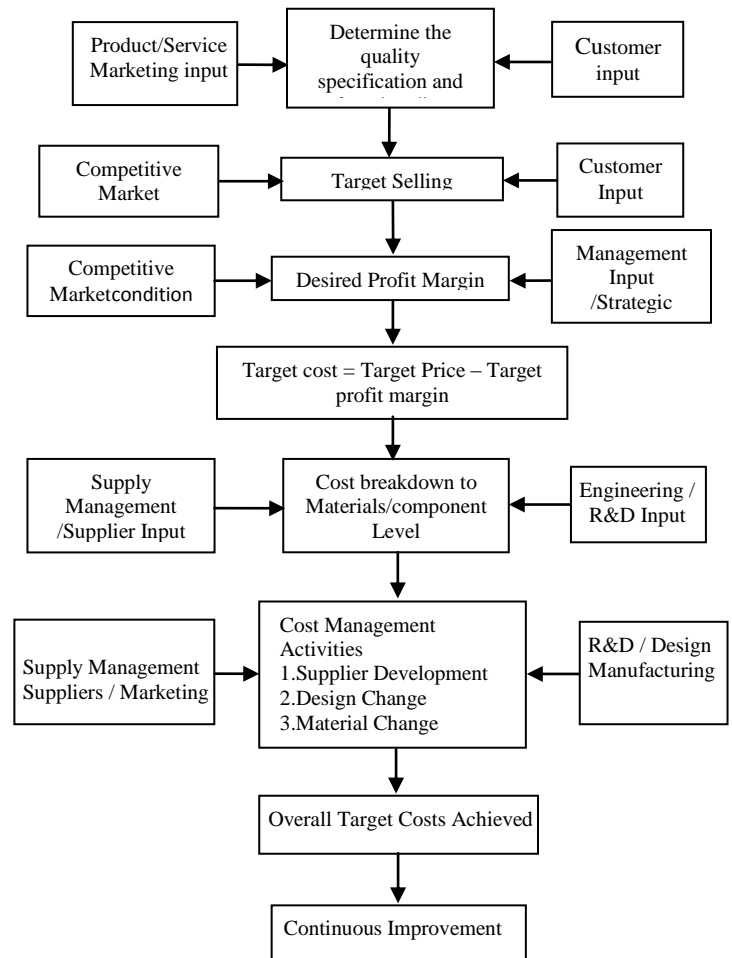 Product/Service
Marketing input
Determine the
quality
specification and
Customer
input
Competitive
Market
Target Selling
Customer
Input
Competitive
Marketcondition
Desired Profit Margin
Management
Input
/Strategic
Target cost = Target Price – Target
profit margin
Supply
Management
/Supplier Input
Cost breakdown to
Materials/component
Level
Engineering /
R&D Input
Supply Management
Suppliers / Marketing
Cost Management
Activities
1.Supplier Development
2.Design Change
3.Material Change
R&D / Design
Manufacturing
Overall Target Costs Achieved
Continuous Improvement